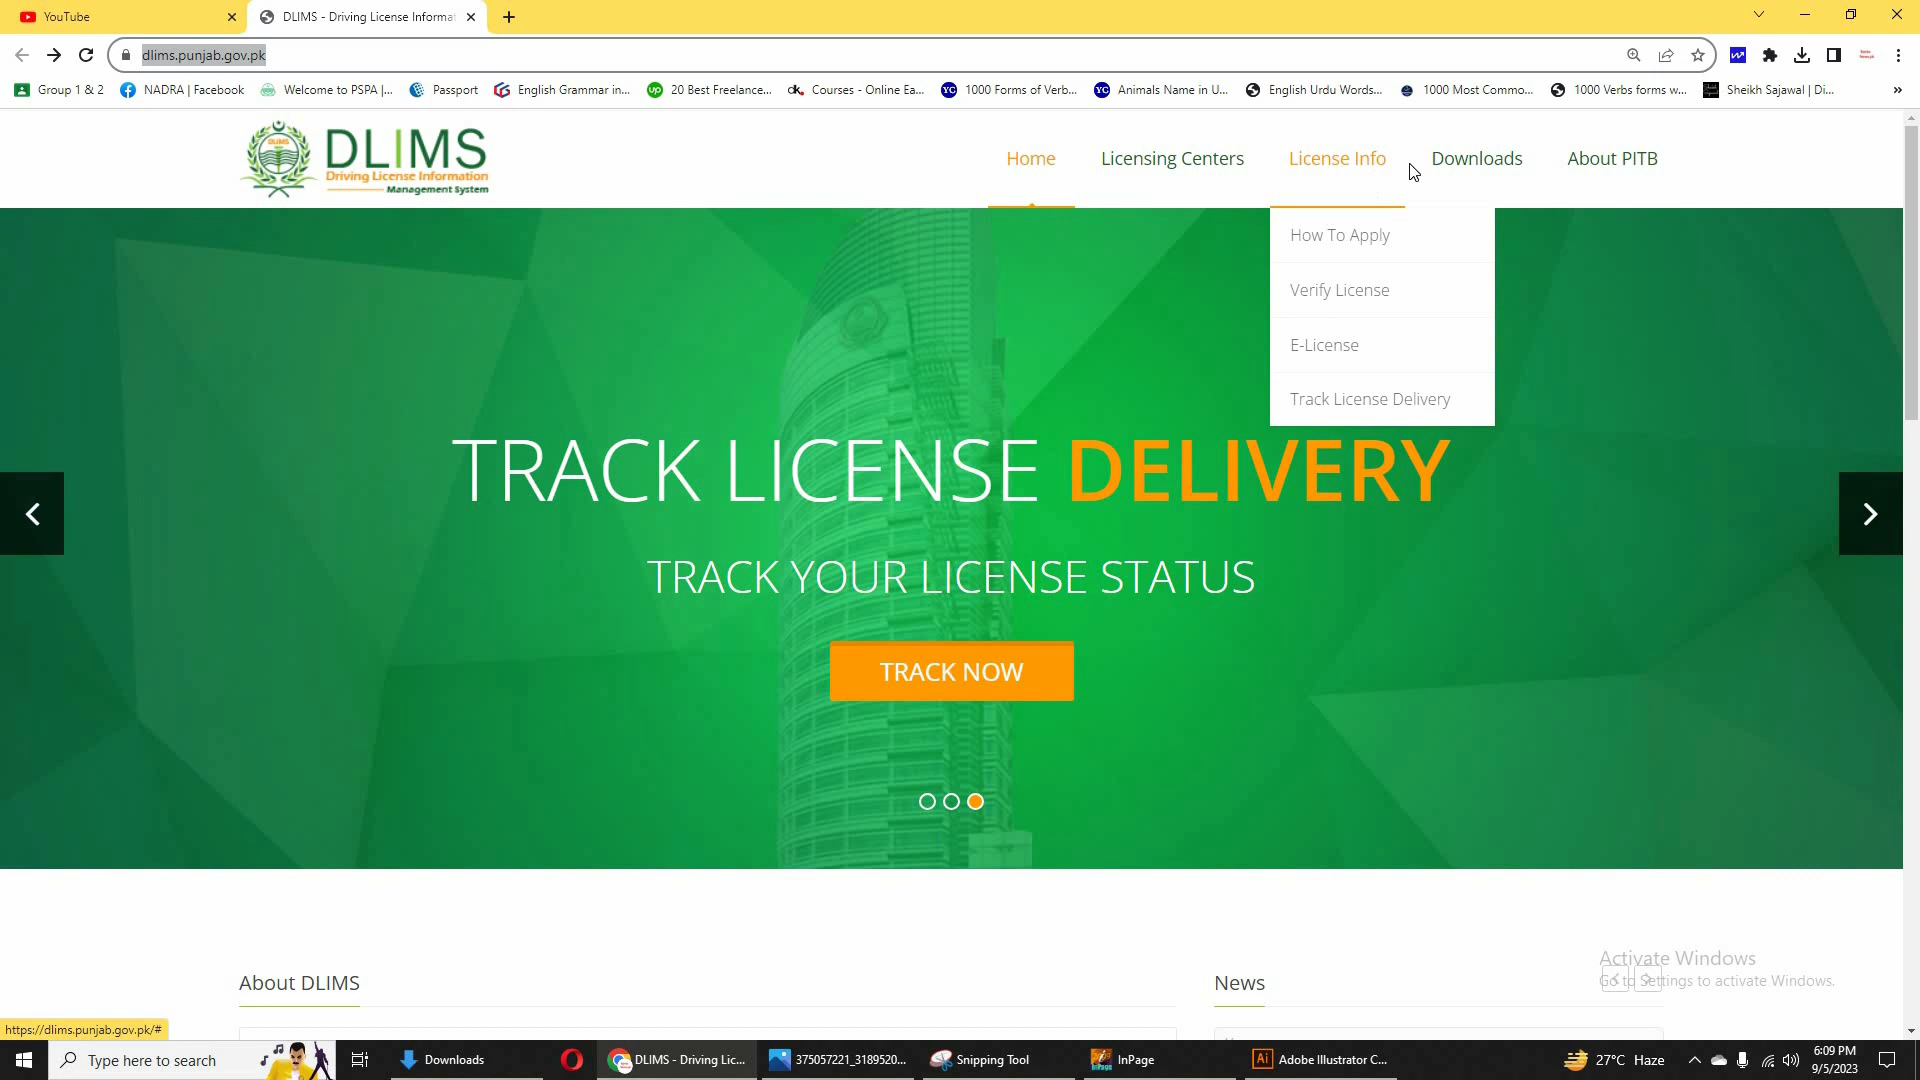 YouTube
DLIMS - Driving License Informat
dlims.punjab.gov.pk
Group 1 & 2
NADRA | Facebook
Welcome to PSPA |...
Passport
English Grammar in...
20 Best Freelance...
Courses - Online Ea...
1000 Forms of Verb...
Animals Name in U...
English Urdu Words...
1000 Most Commo...
1000 Verbs forms w...
Sheikh Sajawal | Di...
DLIMS
Driving License Information
Management System
Home
Licensing Centers
License Info
Downloads
About PITB
How To Apply
Verify License
E-License
Track License Delivery
TRACK LICENSE DELIVERY
TRACK YOUR LICENSE STATUS
TRACK NOW
About DLIMS
News
Activate Windows
Go to Settings to activate Windows.
https://dlims.punjab.gov.pk/#
Type here to search
Downloads
DLIMS - Driving Lic...
375057221_3189520...
Snipping Tool
InPage
Adobe Illustrator C...
27°C Haze
6:09 PM
9/5/2023